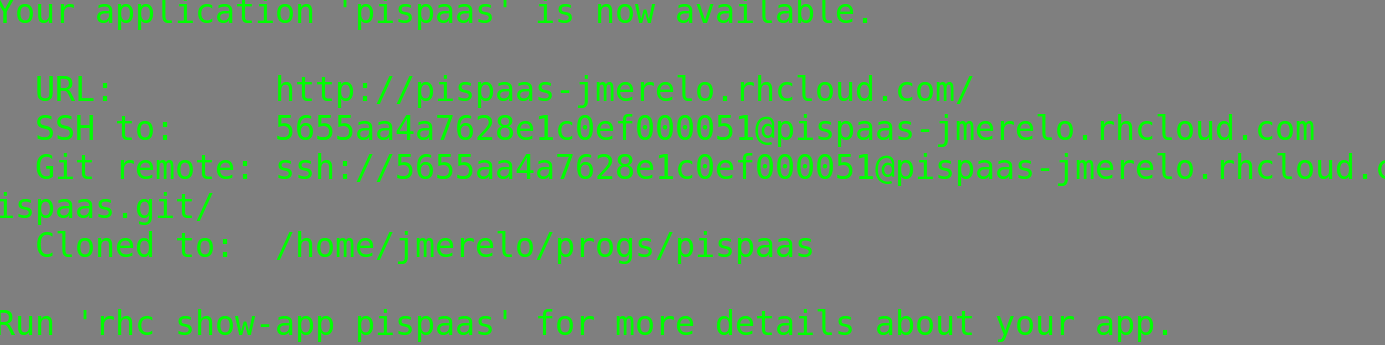 Your application 'pispaas' is now available.
URL: http://pispaas-jmerelo.rhcloud.com/
SSH to: 5655aa4a7628e1c0ef000051@pispaas-jmerelo.rhcloud.com
Git remote: ssh://5655aa4a7628e1c0ef000051@pispaas-jmerelo.rhcloud.c
ispaas.git/
Cloned to: /home/jmerelo/progs/pispaas
Run 'rhc show-app pispaas' for more details about your app.